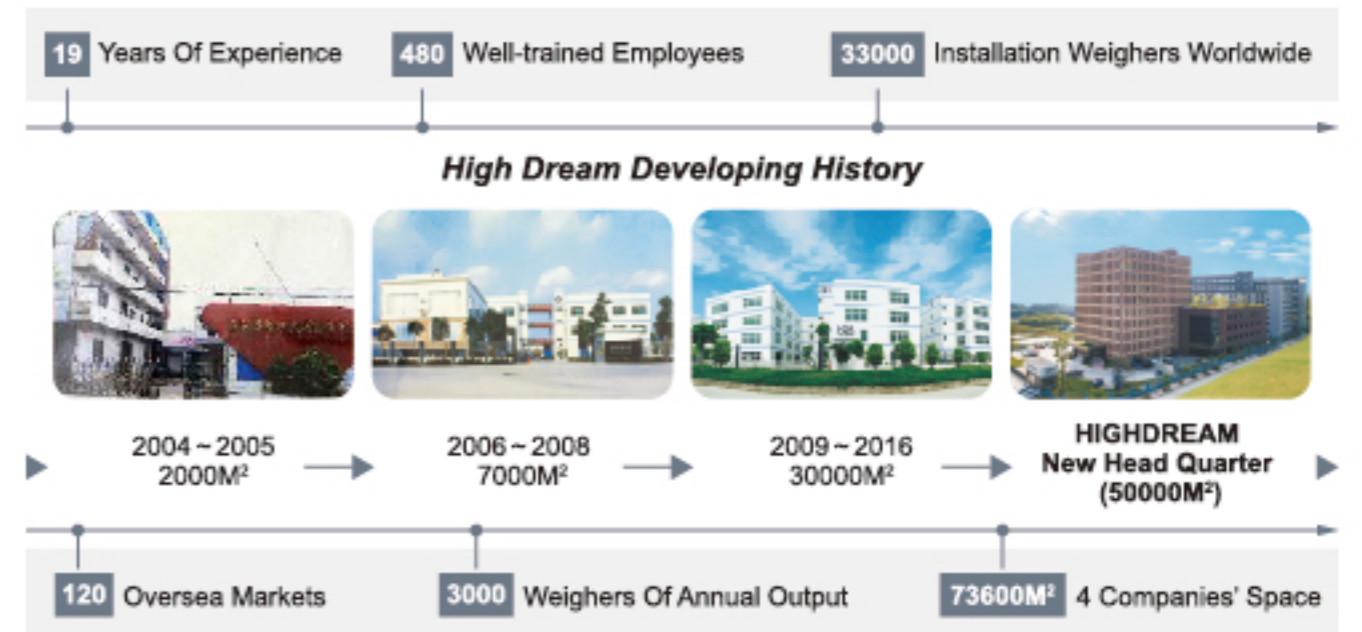 19 Years Of Experience
480 Well-trained Employees
33000 Installation Weighers Worldwide
High Dream Developing History
2004~2005
2000M²
2006~2008
7000M²
2009~2016
30000M²
HIGHDREAM
New Head Quarter
(50000M²)
120 Oversea Markets
3000 Weighers Of Annual Output
73600M² 4 Companies' Space